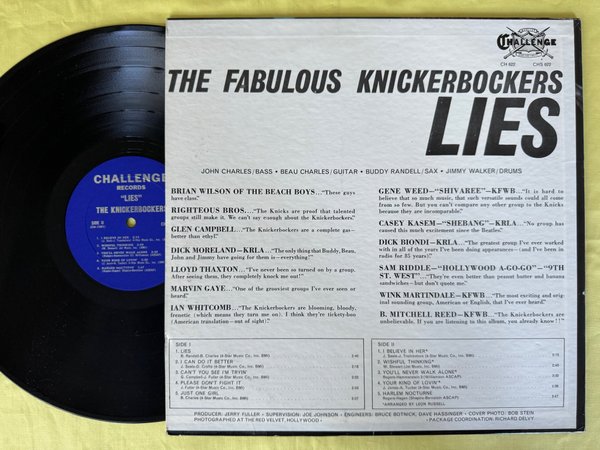 CHALLENGE
RECORDS
"LIES"
THE KNICKERBOCKERS
SIDE II
CHALLENGE
CH 622 CHS 622
THE FABULOUS KNICKERBOCKERS
LIES
JOHN CHARLES/BASS • BEAU CHARLES/GUITAR • BUDDY RANDELL/SAX • JIMMY WALKER/DRUMS
BRIAN WILSON OF THE BEACH BOYS..."These guys
have class."
RIGHTEOUS BROS...."The Knicks are proof that talented
groups still make it. We can't say enough about the Knickerbockers."
GLEN CAMPBELL..."The Knickerbockers are a complete gas—
better than ethyl."
DICK MORELAND—KRLA..."The only thing that Buddy, Beau,
John and Jimmy have going for them is—everything!"
LLOYD THAXTON..."I've never been so turned on by a group.
After seeing them, they completely knock me out!"
MARVIN GAYE..."One of the grooviest groups I've ever seen or
heard."
IAN WHITCOMB..."The Knickerbockers are blooming, bloody,
frenetic (which means they turn me on). I think they're tickety-boo
(American translation—out of sight)."
GENE WEED—"SHIVAREE"—KFWB..."It is hard to
believe that so much music, that such versatile sounds could all come
from so few. But you can't compare any other group to the Knicks
because they are incomparable."
CASEY KASEM—"SHEBANG"—KRLA..."No group has
caused this much excitement since the Beatles."
DICK BIONDI—KRLA..."The greatest group I've ever worked
with in all of the years I've been doing appearances—(and I've been in
radio for 85 years)."
SAM RIDDLE—"HOLLYWOOD A-GO-GO"—"9TH
ST. WEST"..."They're even better than peanut butter and banana
sandwiches—but don't quote me."
WINK MARTINDALE—KFWB..."The most exciting and orig-
inal sounding group, American or English, that I've ever heard."
B. MITCHELL REED—KFWB..."The Knickerbockers are
unbelievable. If you are listening to this album, you already know!!"
SIDE I
1. LIES
2. I CAN DO IT BETTER
3. CAN'T YOU SEE I'M TRYIN'
4. PLEASE DON'T FIGHT IT
5. JUST ONE GIRL
SIDE II
1. I BELIEVE IN HER*
2. WISHFUL THINKING*
3. YOU'LL NEVER WALK ALONE*
4. YOUR KIND OF LOVIN'*
5. HARLEM NOCTURNE
*ARRANGED BY LEON RUSSELL
PRODUCER: JERRY FULLER • SUPERVISION: JOE JOHNSON • ENGINEERS: BRUCE BOTNICK, DAVE HASSINGER • COVER PHOTO: BOB STEIN
PHOTOGRAPHED AT THE RED VELVET, HOLLYWOOD • • PACKAGE COORDINATION: RICHARD DELVY